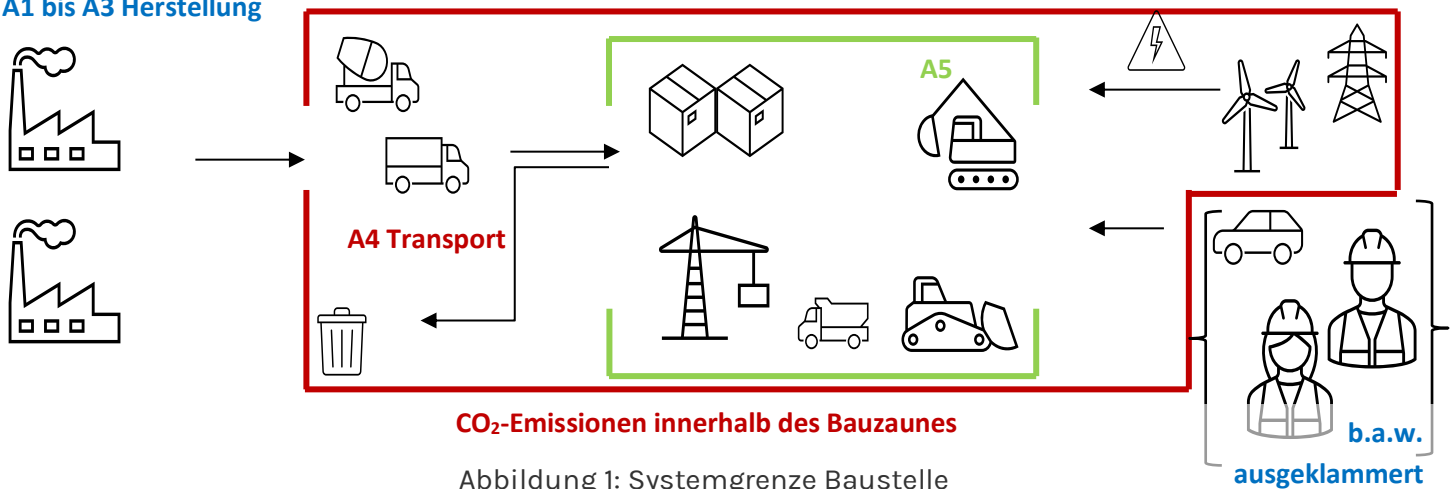 A1 bis A3 Herstellung
A5
A4 Transport
CO₂-Emissionen innerhalb des Bauzaunes
b.a.w.
ausgeklammert
Abbildung 1: Systemgrenze Baustelle